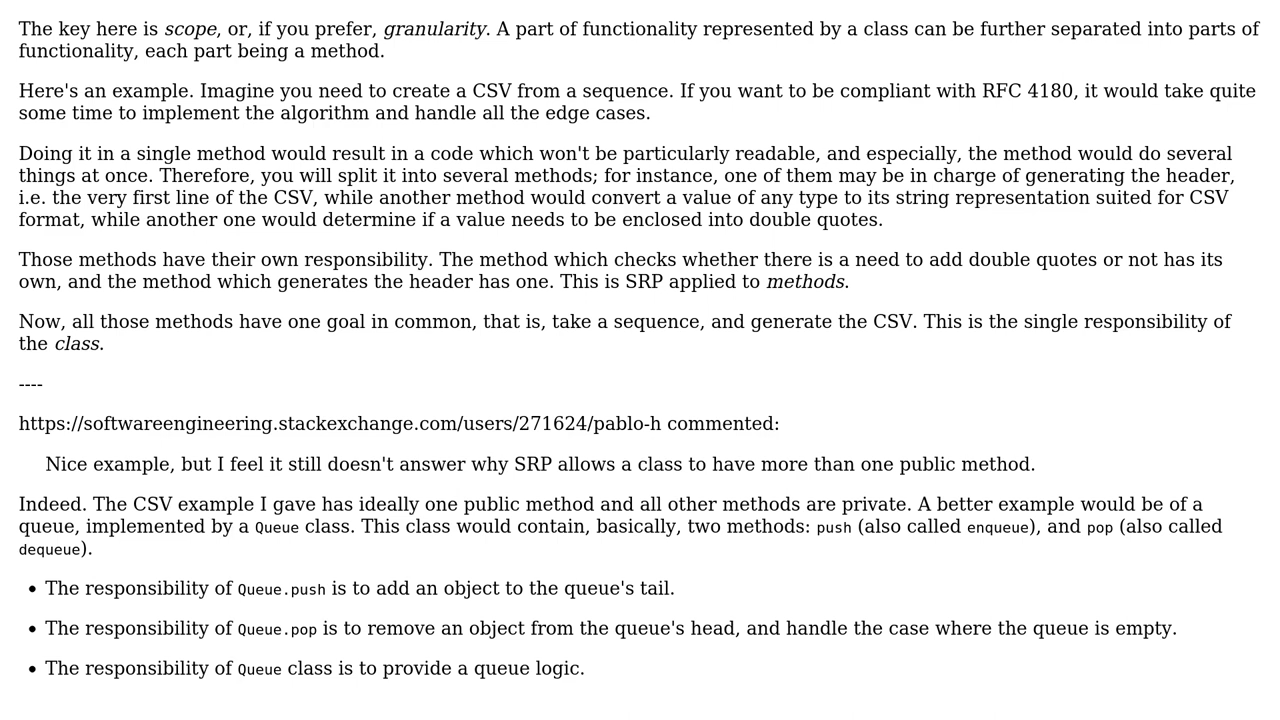 The key here is scope, or, if you prefer, granularity. A part of functionality represented by a class can be further separated into parts of
functionality, each part being a method.
Here's an example. Imagine you need to create a CSV from a sequence. If you want to be compliant with RFC 4180, it would take quite
some time to implement the algorithm and handle all the edge cases.
Doing it in a single method would result in a code which won't be particularly readable, and especially, the method would do several
things at once. Therefore, you will split it into several methods; for instance, one of them may be in charge of generating the header,
i.e. the very first line of the CSV, while another method would convert a value of any type to its string representation suited for CSV
format, while another one would determine if a value needs to be enclosed into double quotes.
Those methods have their own responsibility. The method which checks whether there is a need to add double quotes or not has its
own, and the method which generates the header has one. This is SRP applied to methods.
Now, all those methods have one goal in common, that is, take a sequence, and generate the CSV. This is the single responsibility of
the class.
----
https://softwareengineering.stackexchange.com/users/271624/pablo-h commented:
Nice example, but I feel it still doesn't answer why SRP allows a class to have more than one public method.
Indeed. The CSV example I gave has ideally one public method and all other methods are private. A better example would be of a
queue, implemented by a Queue class. This class would contain, basically, two methods: push (also called enqueue), and pop (also called
dequeue).
• The responsibility of Queue.push is to add an object to the queue's tail.
• The responsibility of Queue.pop is to remove an object from the queue's head, and handle the case where the queue is empty.
• The responsibility of Queue class is to provide a queue logic.